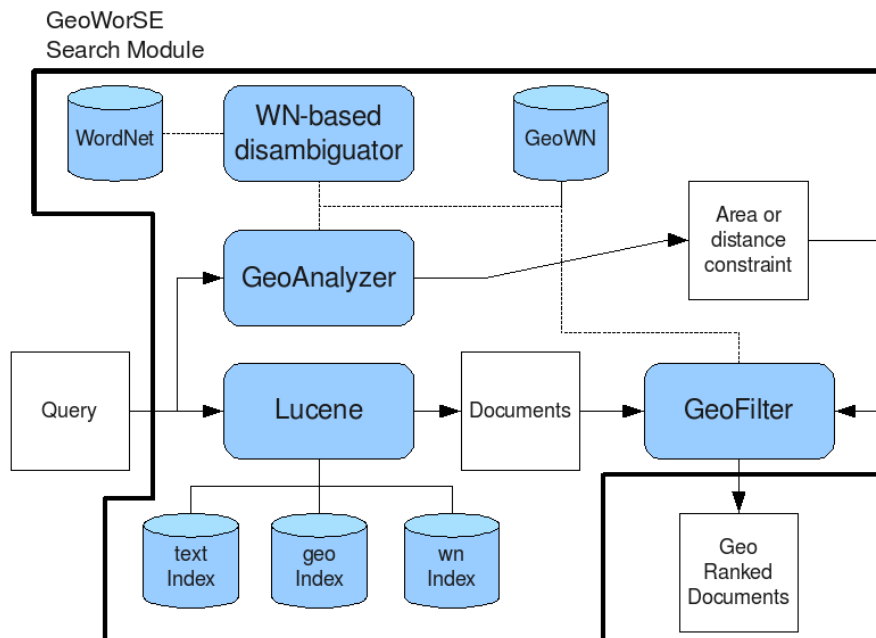 GeoWorSE
Search Module
WordNet
WN-based
disambiguator
GeoWN
Area or
distance
constraint
GeoAnalyzer
Query
Lucene
Documents
GeoFilter
text
Index
geo
Index
wn
Index
Geo
Ranked
Documents